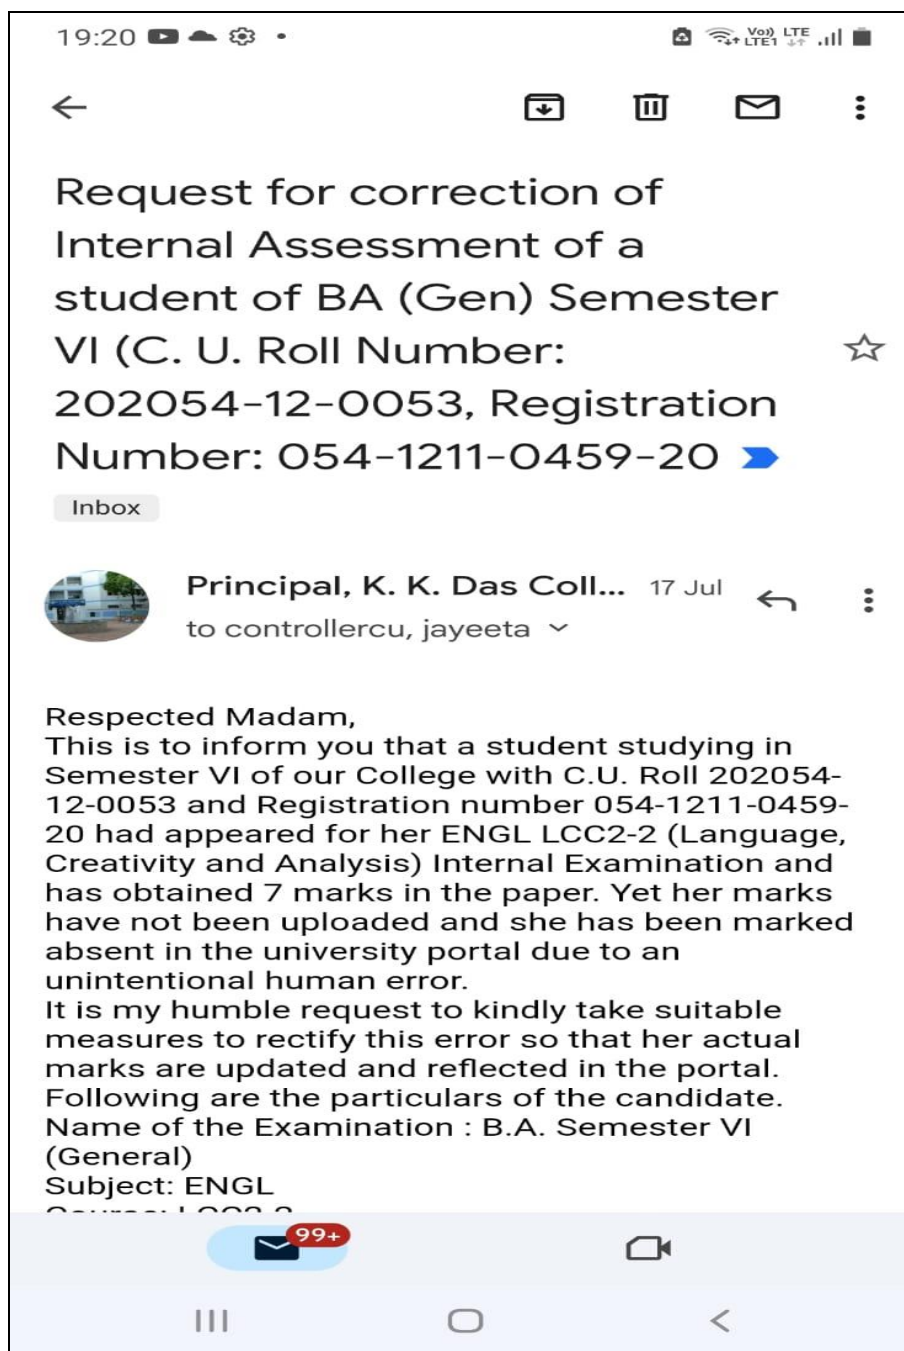 19:20
Vo)) LTE
LTE1
Request for correction of
Internal Assessment of a
student of BA (Gen) Semester
VI (C. U. Roll Number:
202054-12-0053, Registration
Number: 054-1211-0459-20
Inbox
Principal, K. K. Das Coll... 17 Jul
to controllercu, jayeeta
Respected Madam,
This is to inform you that a student studying in
Semester VI of our College with C.U. Roll 202054-
12-0053 and Registration number 054-1211-0459-
20 had appeared for her ENGL LCC2-2 (Language,
Creativity and Analysis) Internal Examination and
has obtained 7 marks in the paper. Yet her marks
have not been uploaded and she has been marked
absent in the university portal due to an
unintentional human error.
It is my humble request to kindly take suitable
measures to rectify this error so that her actual
marks are updated and reflected in the portal.
Following are the particulars of the candidate.
Name of the Examination : B.A. Semester VI
(General)
Subject: ENGL
99+